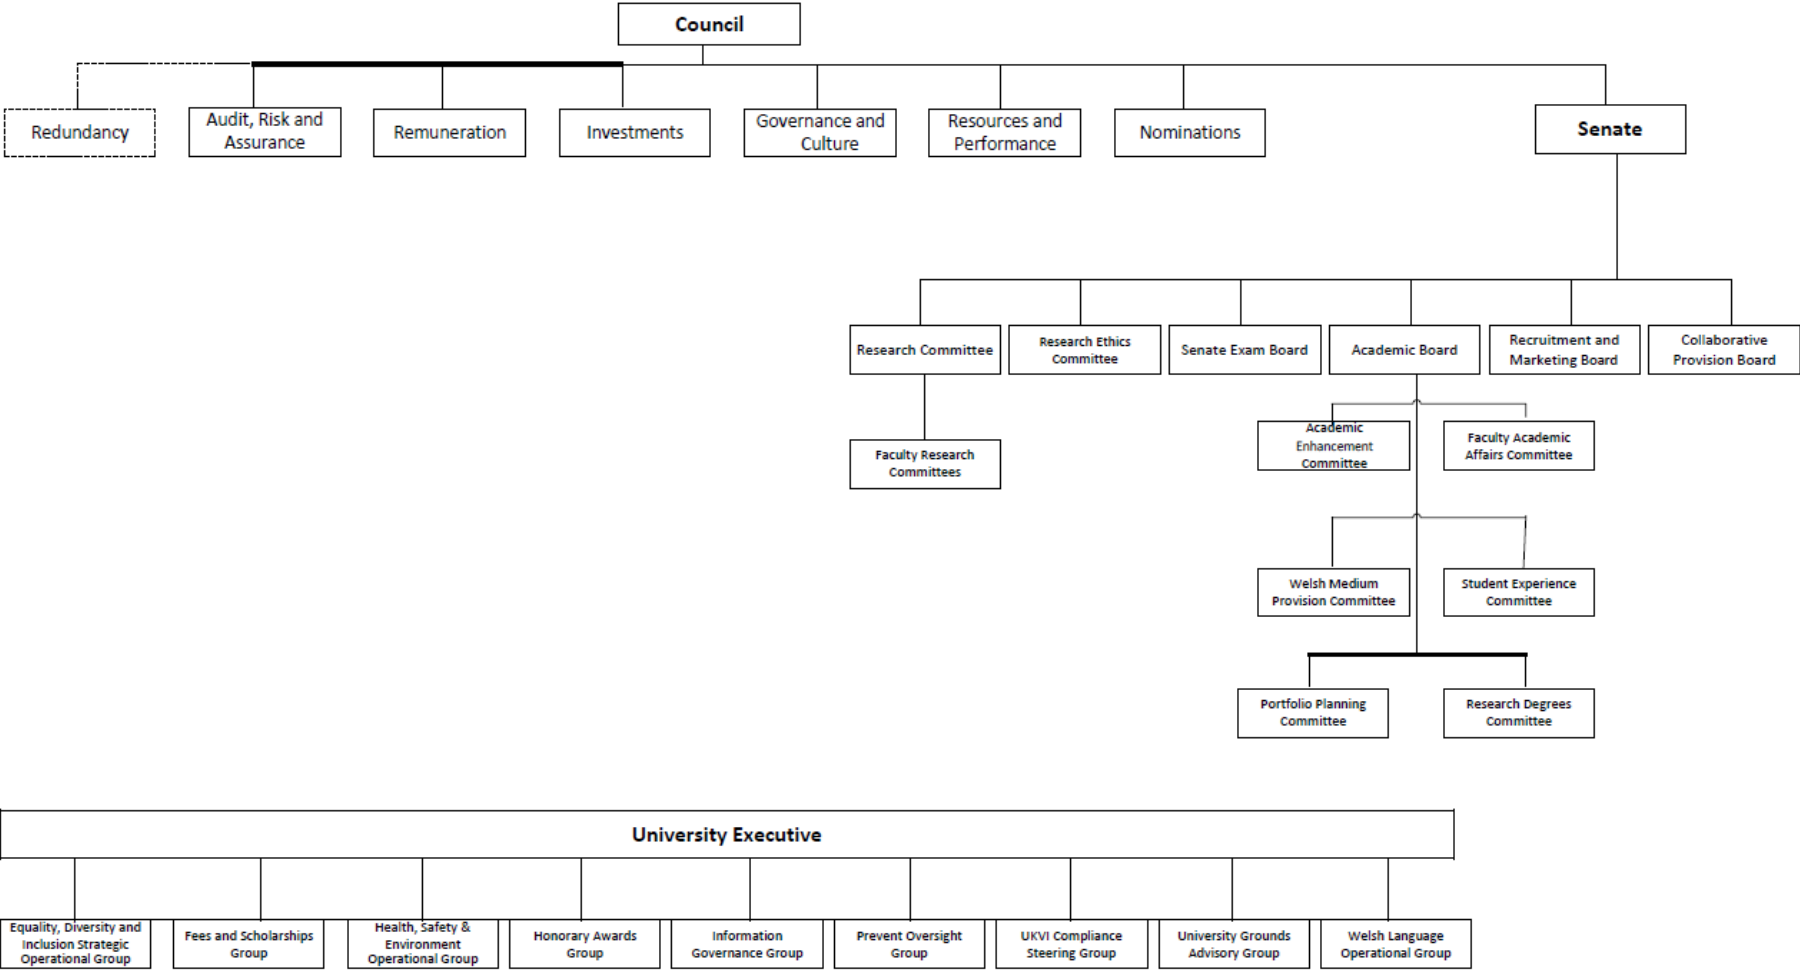 Council
Redundancy
Audit, Risk and
Assurance
Remuneration
Investments
Governance and
Culture
Resources and
Performance
Nominations
Senate
Research Committee
Research Ethics
Committee
Senate Exam Board
Academic Board
Recruitment and
Marketing Board
Collaborative
Provision Board
Faculty Research
Committees
Academic
Enhancement
Committee
Faculty Academic
Affairs Committee
Welsh Medium
Provision Committee
Student Experience
Committee
Portfolio Planning
Committee
Research Degrees
Committee
University Executive
Equality, Diversity and
Inclusion Strategic
Operational Group
Fees and Scholarships
Group
Health, Safety &
Environment
Operational Group
Honorary Awards
Group
Information
Governance Group
Prevent Oversight
Group
UKVI Compliance
Steering Group
University Grounds
Advisory Group
Welsh Language
Operational Group